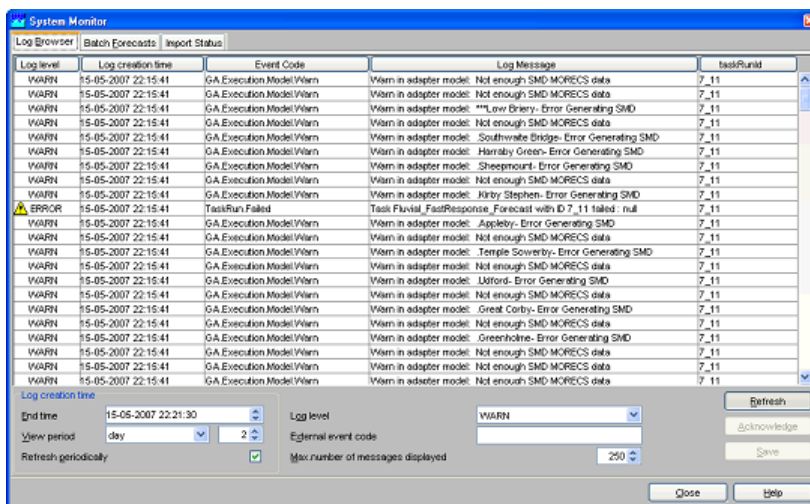 System Monitor
Log Browser Batch Forecasts Import Status
Log level Log creation time Event Code Log Message taskRunId
WARN 15-05-2007 22:15:41 GA.Execution.Model.Warn Warn in adapter model: Not enough SMD MORECS data 7_11
WARN 15-05-2007 22:15:41 GA.Execution.Model.Warn Warn in adapter model: Not enough SMD MORECS data 7_11
WARN 15-05-2007 22:15:41 GA.Execution.Model.Warn Warn in adapter model: ***Low Briery- Error Generating SMD 7_11
WARN 15-05-2007 22:15:41 GA.Execution.Model.Warn Warn in adapter model: Not enough SMD MORECS data 7_11
WARN 15-05-2007 22:15:41 GA.Execution.Model.Warn Warn in adapter model: .Southwaite Bridge- Error Generating SMD 7_11
WARN 15-05-2007 22:15:41 GA.Execution.Model.Warn Warn in adapter model: .Harraby Green- Error Generating SMD 7_11
WARN 15-05-2007 22:15:41 GA.Execution.Model.Warn Warn in adapter model: .Sheepmount- Error Generating SMD 7_11
WARN 15-05-2007 22:15:41 GA.Execution.Model.Warn Warn in adapter model: Not enough SMD MORECS data 7_11
WARN 15-05-2007 22:15:41 GA.Execution.Model.Warn Warn in adapter model: .Kirby Stephen- Error Generating SMD 7_11
ERROR 15-05-2007 22:15:41 TaskRun.Failed Task Fluvial_FastResponse_Forecast with ID 7_11 failed : null 7_11
WARN 15-05-2007 22:15:41 GA.Execution.Model.Warn Warn in adapter model: .Appleby- Error Generating SMD 7_11
WARN 15-05-2007 22:15:41 GA.Execution.Model.Warn Warn in adapter model: Not enough SMD MORECS data 7_11
WARN 15-05-2007 22:15:41 GA.Execution.Model.Warn Warn in adapter model: .Temple Sowerby- Error Generating SMD 7_11
WARN 15-05-2007 22:15:41 GA.Execution.Model.Warn Warn in adapter model: Not enough SMD MORECS data 7_11
WARN 15-05-2007 22:15:41 GA.Execution.Model.Warn Warn in adapter model: .Udford- Error Generating SMD 7_11
WARN 15-05-2007 22:15:41 GA.Execution.Model.Warn Warn in adapter model: Not enough SMD MORECS data 7_11
WARN 15-05-2007 22:15:41 GA.Execution.Model.Warn Warn in adapter model: .Great Corby- Error Generating SMD 7_11
WARN 15-05-2007 22:15:41 GA.Execution.Model.Warn Warn in adapter model: .Greenholme- Error Generating SMD 7_11
WARN 15-05-2007 22:15:41 GA.Execution.Model.Warn Warn in adapter model: Not enough SMD MORECS data 7_11
WARN 15-05-2007 22:15:41 GA.Execution.Model.Warn Warn in adapter model: Not enough SMD MORECS data 7_11
WARN 15-05-2007 22:15:41 GA.Execution.Model.Warn Warn in adapter model: Not enough SMD MORECS data 7_11
WARN 15-05-2007 22:15:41 GA.Execution.Model.Warn Warn in adapter model: Not enough SMD MORECS data 7_11
Log creation time
End time 15-05-2007 22:21:30 Log level WARN Refresh
View period day 2 External event code Acknowledge
Refresh periodically Max.number of messages displayed 250 Save
Close Help